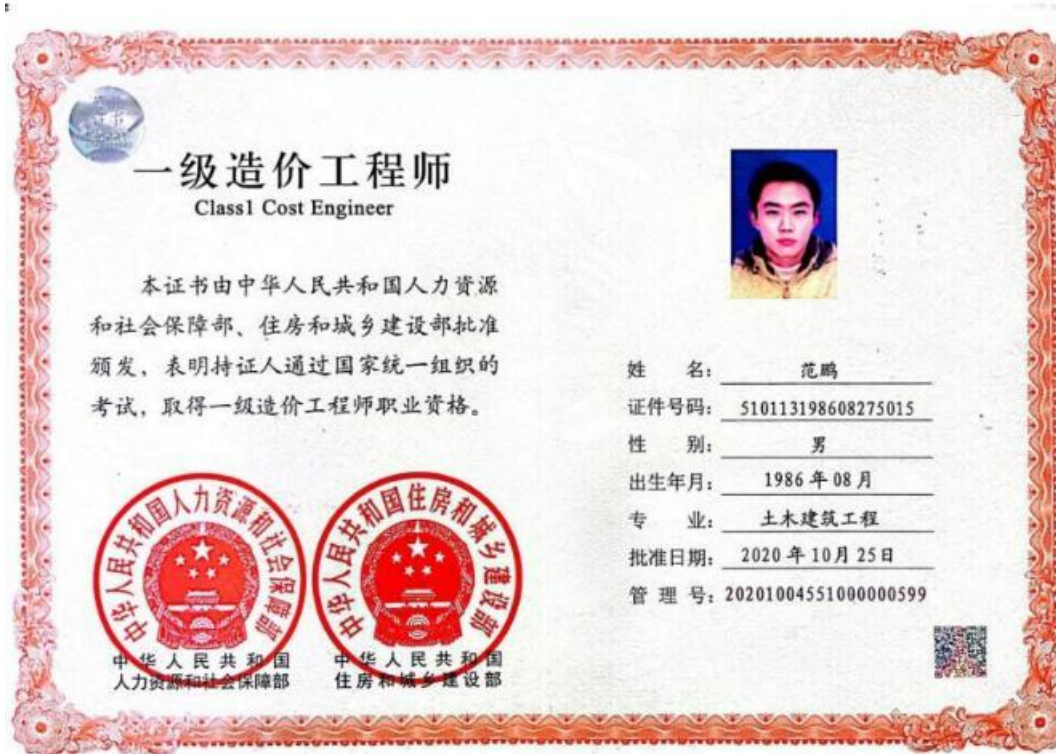 一级造价工程师
Class1 Cost Engineer
本证书由中华人民共和国人力资源
和社会保障部、住房和城乡建设部批准
颁发，表明持证人通过国家统一组织的
考试，取得一级造价工程师职业资格。
中华人民共和国人力资源和社会保障部
中华人民共和国住房和城乡建设部
中华人民共和国
人力资源和社会保障部
中华人民共和国
住房和城乡建设部
姓 名：范鹏
证件号码：510113198608275015
性 别：男
出生年月：1986年08月
专 业：土木建筑工程
批准日期：2020年10月25日
管 理 号：20201004551000000599